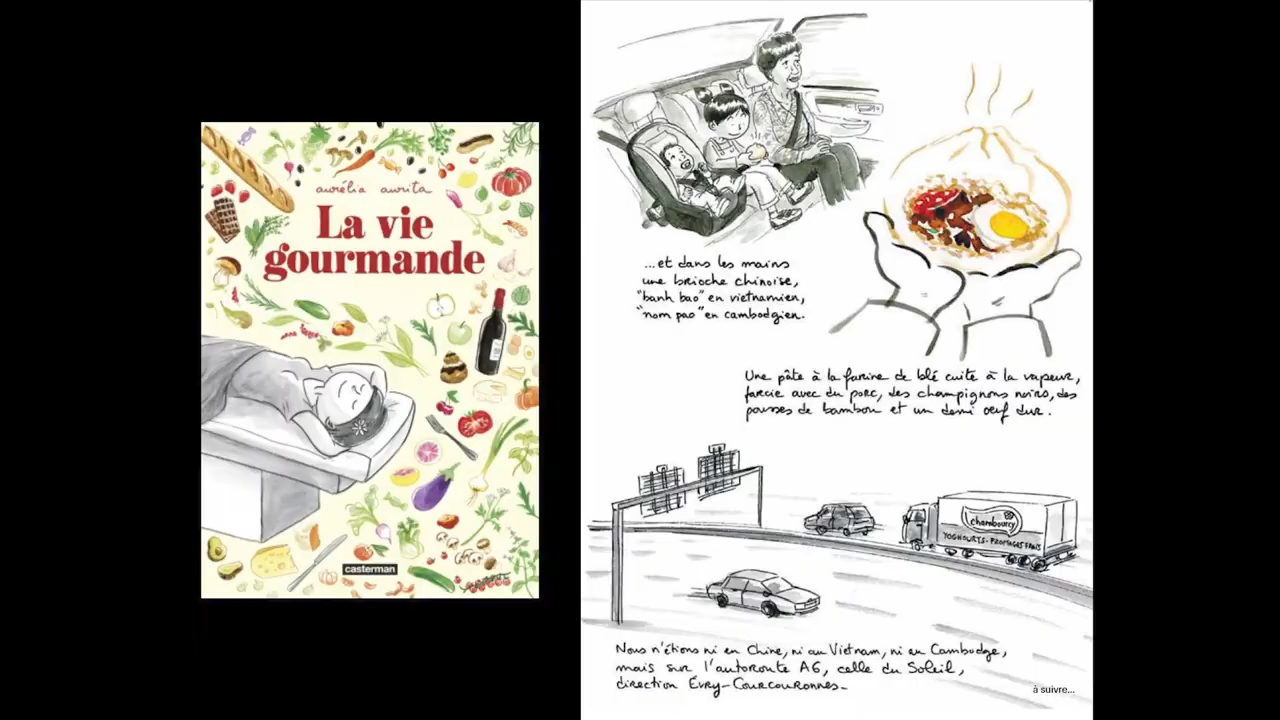 aurélia aurita
La vie
gourmande
casterman
...et dans les mains
une brioche chinoise,
"banh bao" en vietnamien,
"nom pao" en cambodgien.
Une pâte à la farine de blé cuite à la vapeur,
farcie avec du porc, des champignons noirs, des
pousses de bambou et un demi œuf dur.
chambourcy
YOGHOURTS - FROMAGES FRAIS
Nous n'étions ni en Chine, ni au Vietnam, ni en Cambodge,
mais sur l'autoroute A6, celle du Soleil,
direction Évry-Courcouronnes.
à suivre...